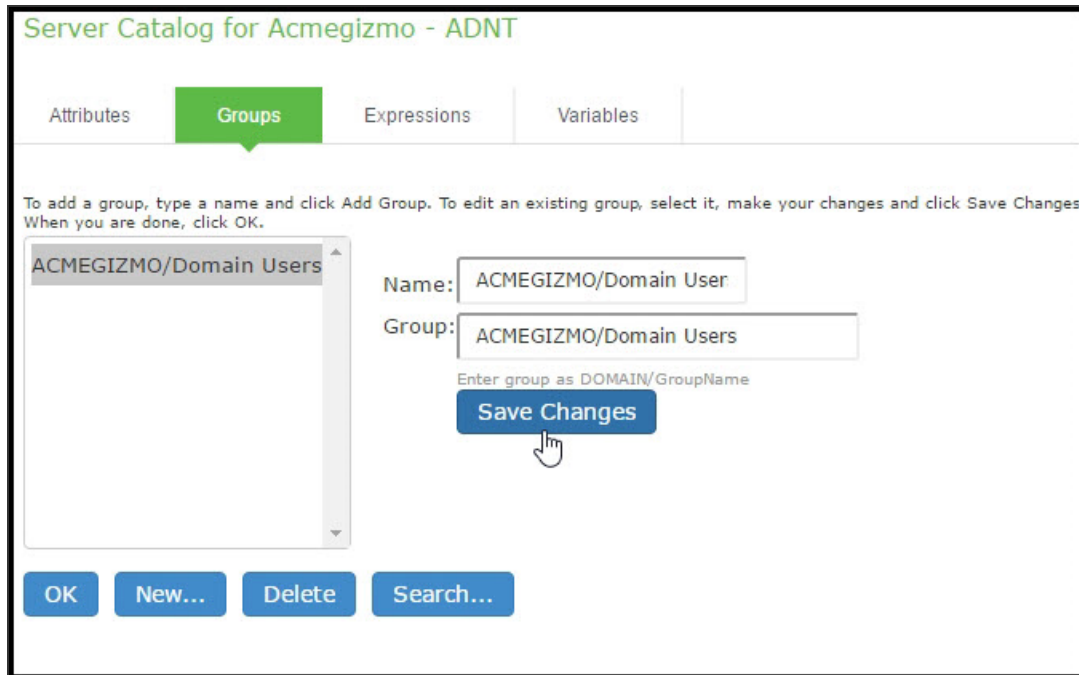 Server Catalog for Acmegizmo - ADNT
Attributes Groups Expressions Variables
To add a group, type a name and click Add Group. To edit an existing group, select it, make your changes and click Save Changes
When you are done, click OK.
ACMEGIZMO/Domain Users
Name: ACMEGIZMO/Domain User
Group: ACMEGIZMO/Domain Users
Enter group as DOMAIN/GroupName
Save Changes
OK New... Delete Search...